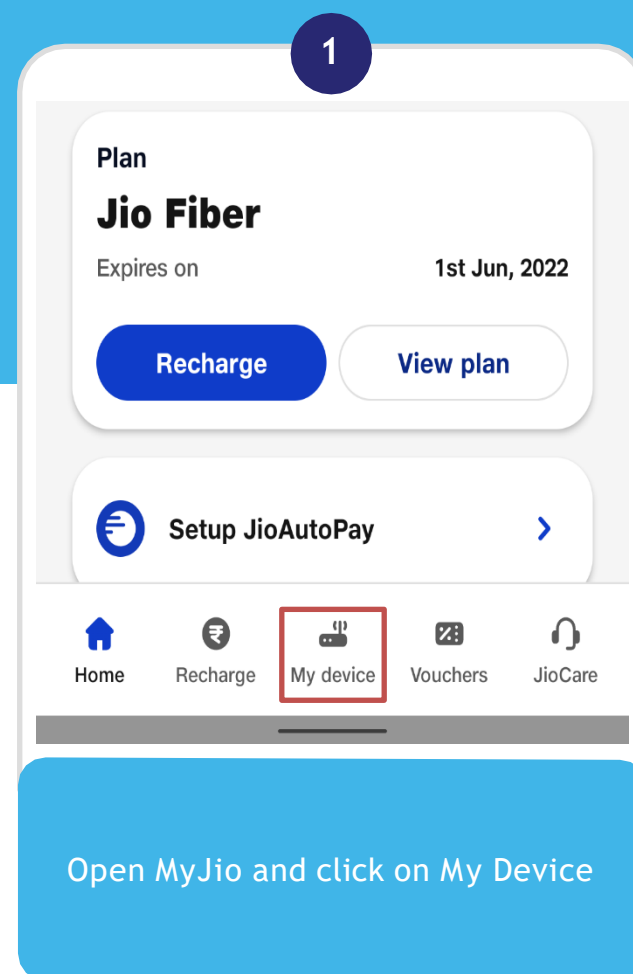 1
Plan
Jio Fiber
Expires on 1st Jun, 2022
Recharge View plan
Setup JioAutoPay
Home Recharge My device Vouchers JioCare
Open MyJio and click on My Device